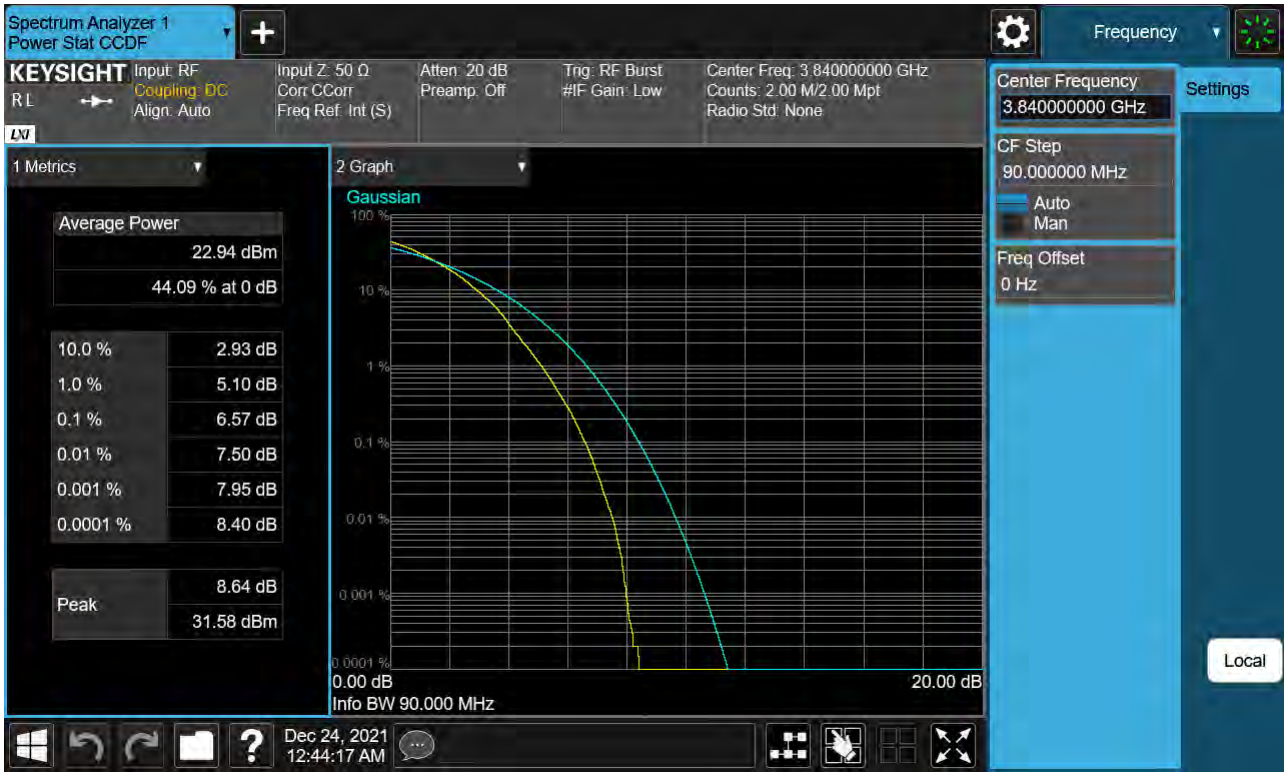 Spectrum Analyzer 1
Power Stat CCDF
+
Frequency
KEYSIGHT
R L
LXI
Input: RF
Coupling: DC
Align: Auto
Input Z: 50 Ω
Corr CCorr
Freq Ref: Int (S)
Atten: 20 dB
Preamp: Off
Trig: RF Burst
#IF Gain: Low
Center Freq: 3.840000000 GHz
Counts: 2.00 M/2.00 Mpt
Radio Std: None
Center Frequency
3.840000000 GHz
Settings
CF Step
90.000000 MHz
Auto
Man
Freq Offset
0 Hz
1 Metrics
Average Power
22.94 dBm
44.09 % at 0 dB
10.0 % 2.93 dB
1.0 % 5.10 dB
0.1 % 6.57 dB
0.01 % 7.50 dB
0.001 % 7.95 dB
0.0001 % 8.40 dB
Peak
8.64 dB
31.58 dBm
2 Graph
Gaussian
100 %
10 %
1 %
0.1 %
0.01 %
0.001 %
0.0001 %
0.00 dB
20.00 dB
Info BW 90.000 MHz
Local
?
Dec 24, 2021
12:44:17 AM